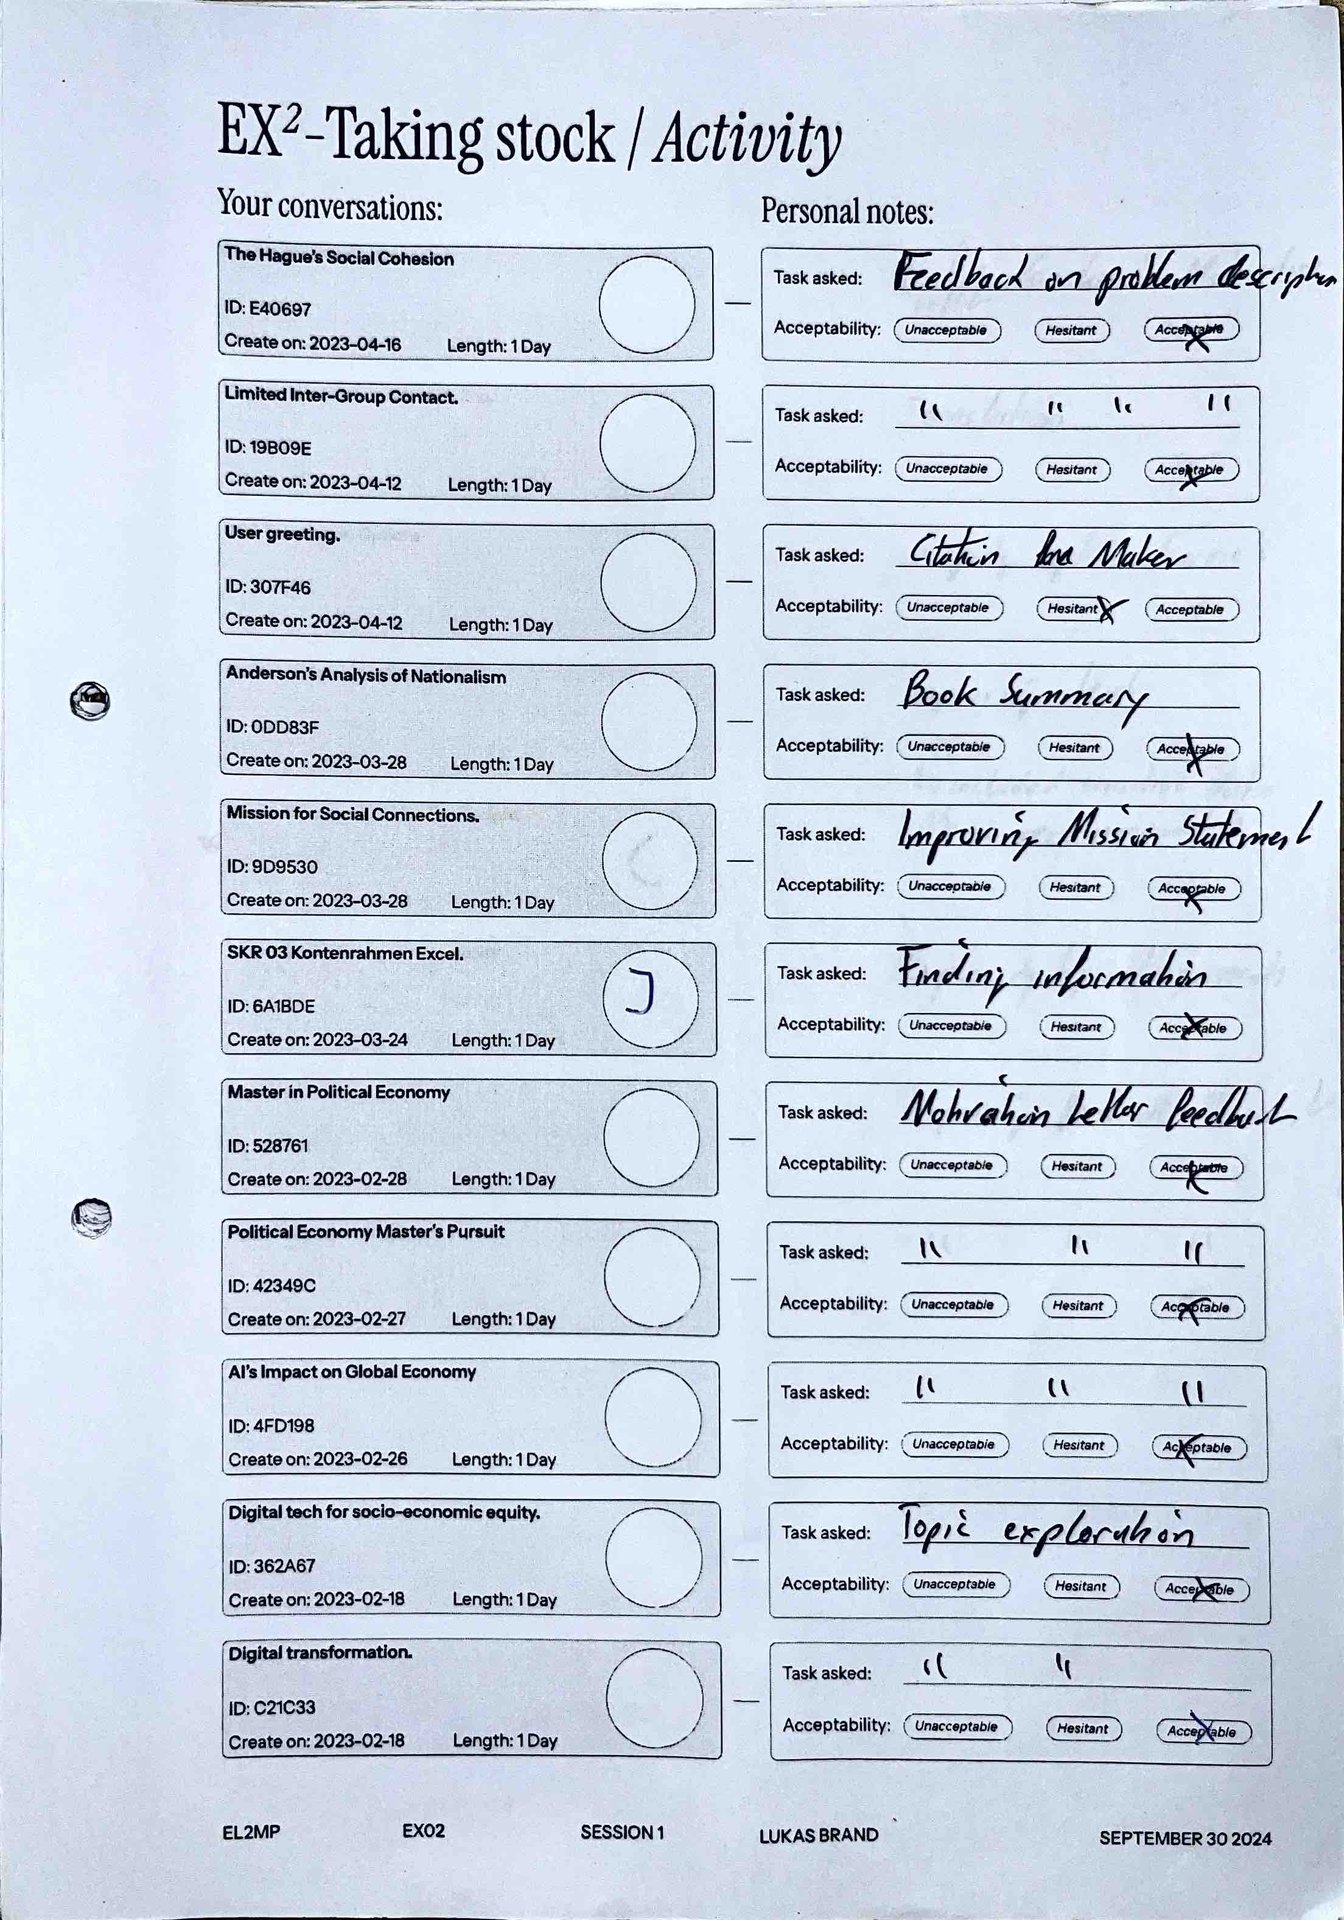 EX²-Taking stock / Activity
Your conversations:
Personal notes:
The Hague's Social Cohesion
ID: E40697
Create on: 2023-04-16 Length: 1 Day
Task asked: Feedback on problem description
Acceptability: Unacceptable Hesitant Acceptable
Limited Inter-Group Contact.
ID: 19B09E
Create on: 2023-04-12 Length: 1 Day
Task asked: " " " "
Acceptability: Unacceptable Hesitant Acceptable
User greeting.
ID: 307F46
Create on: 2023-04-12 Length: 1 Day
Task asked: Citation Maker
Acceptability: Unacceptable Hesitant Acceptable
Anderson's Analysis of Nationalism
ID: 0DD83F
Create on: 2023-03-28 Length: 1 Day
Task asked: Book Summary
Acceptability: Unacceptable Hesitant Acceptable
Mission for Social Connections.
ID: 9D9530
Create on: 2023-03-28 Length: 1 Day
Task asked: Improving Mission Statement
Acceptability: Unacceptable Hesitant Acceptable
SKR 03 Kontenrahmen Excel.
ID: 6A1BDE
Create on: 2023-03-24 Length: 1 Day
J
Task asked: Finding information
Acceptability: Unacceptable Hesitant Acceptable
Master in Political Economy
ID: 528761
Create on: 2023-02-28 Length: 1 Day
Task asked: Motivation Letter feedback
Acceptability: Unacceptable Hesitant Acceptable
Political Economy Master's Pursuit
ID: 42349C
Create on: 2023-02-27 Length: 1 Day
Task asked: " " "
Acceptability: Unacceptable Hesitant Acceptable
AI's Impact on Global Economy
ID: 4FD198
Create on: 2023-02-26 Length: 1 Day
Task asked: " " "
Acceptability: Unacceptable Hesitant Acceptable
Digital tech for socio-economic equity.
ID: 362A67
Create on: 2023-02-18 Length: 1 Day
Task asked: Topic exploration
Acceptability: Unacceptable Hesitant Acceptable
Digital transformation.
ID: C21C33
Create on: 2023-02-18 Length: 1 Day
Task asked: " "
Acceptability: Unacceptable Hesitant Acceptable
EL2MP EX02 SESSION 1 LUKAS BRAND SEPTEMBER 30 2024